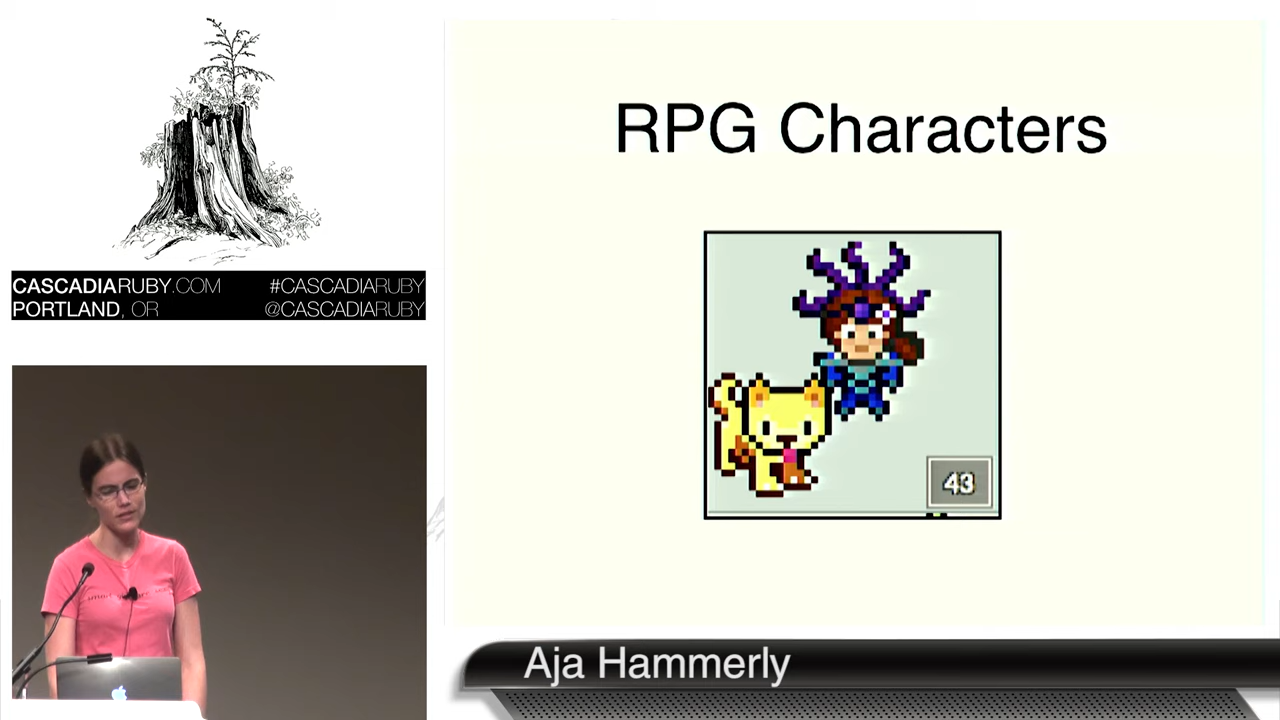 RPG Characters
43
CASCADIARUBY.COM #CASCADIARUBY
PORTLAND, OR @CASCADIARUBY
Aja Hammerly